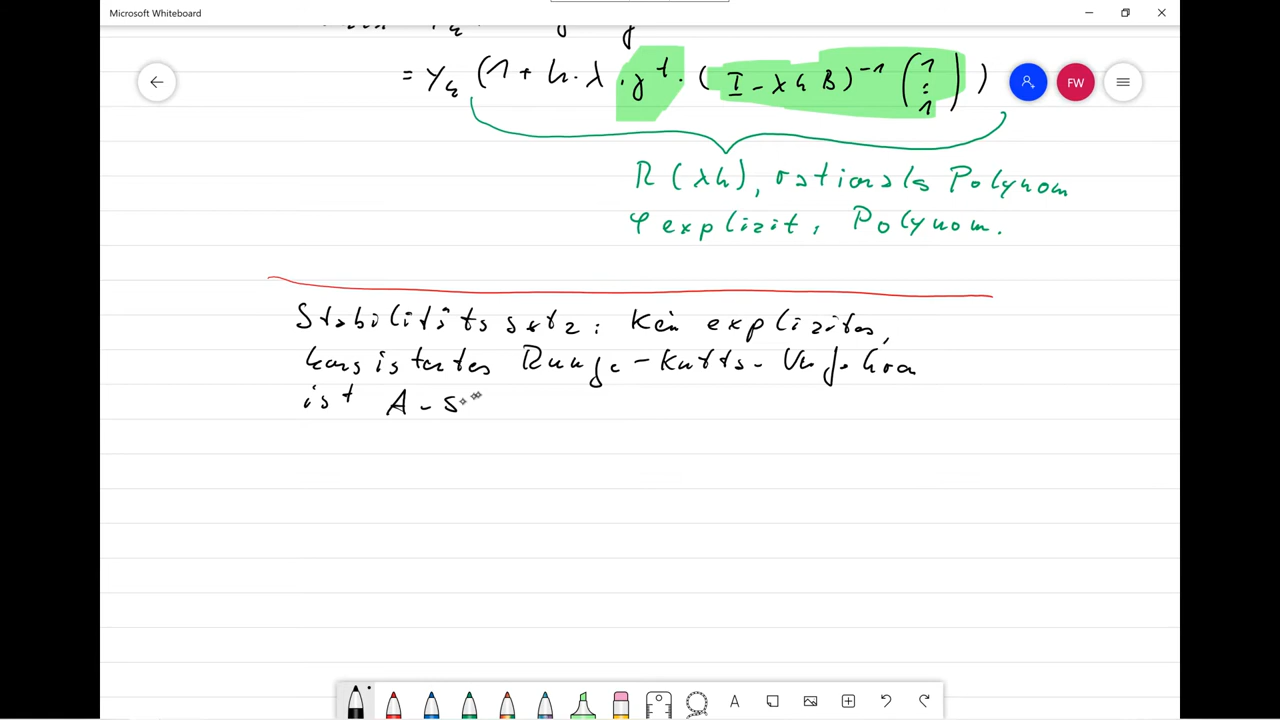 Microsoft Whiteboard
= y_k (1 + h · λ · γ^t · (I - λ h B)^-1 (1 ⋮ 1) )
FW
R(λh), rationales Polynom
φ explizit, Polynom.
Stabilitätssatz: Kein explizites,
konsistentes Runge-Kutta-Verfahren
ist A-s
A